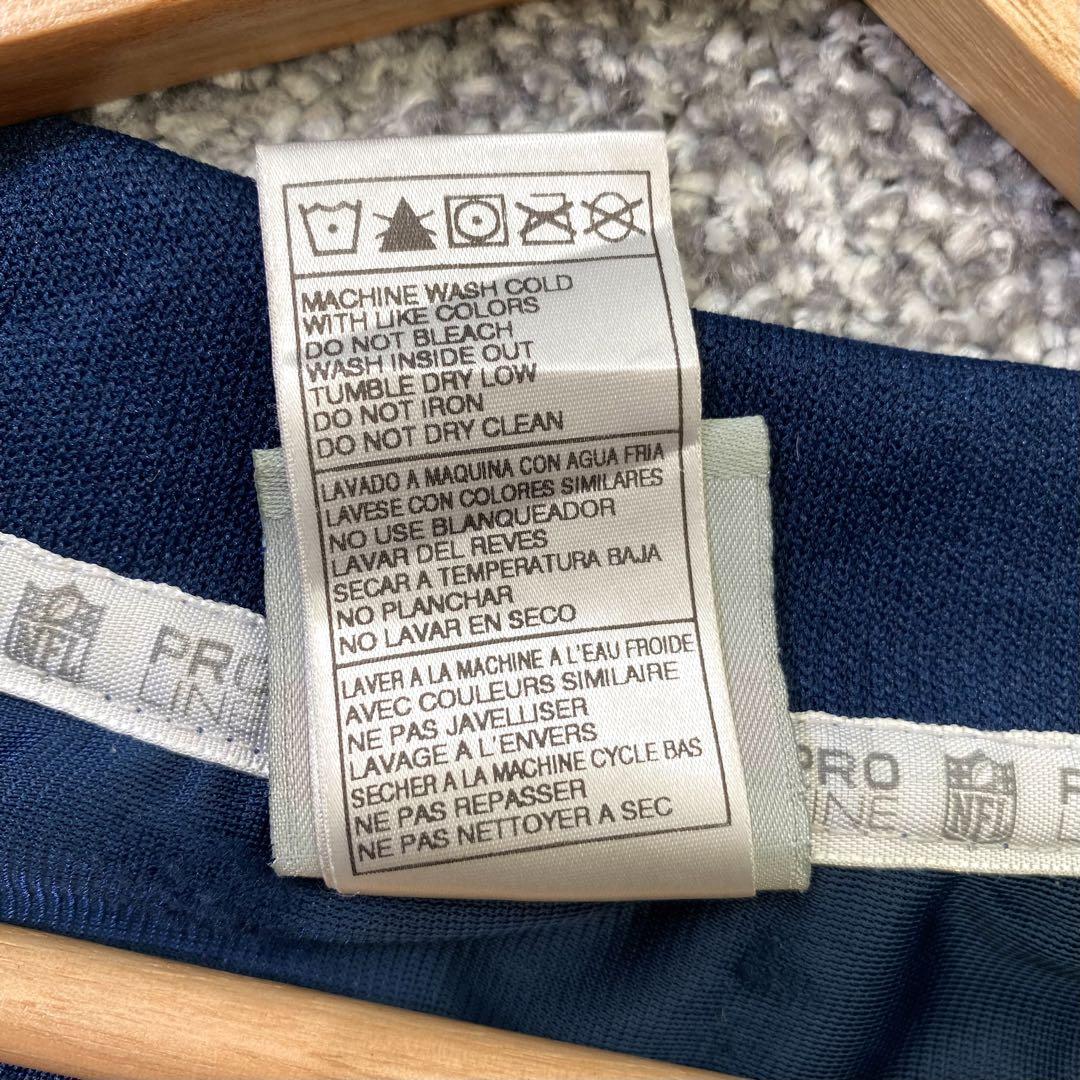 MACHINE WASH COLD
WITH LIKE COLORS
DO NOT BLEACH
WASH INSIDE OUT
TUMBLE DRY LOW
DO NOT IRON
DO NOT DRY CLEAN
LAVADO A MAQUINA CON AGUA FRIA
LAVESE CON COLORES SIMILARES
NO USE BLANQUEADOR
LAVAR DEL REVES
SECAR A TEMPERATURA BAJA
NO PLANCHAR
NO LAVAR EN SECO
LAVER A LA MACHINE A L'EAU FROIDE
AVEC COULEURS SIMILAIRE
NE PAS JAVELLISER
LAVAGE A L'ENVERS
SECHER A LA MACHINE CYCLE BAS
NE PAS REPASSER
NE PAS NETTOYER A SEC
NFL
PRO
LINE
PRO
LINE
NFL